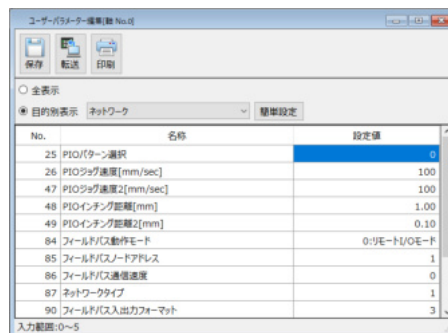 ユーザーパラメーター編集[軸 No.0]
保存 転送 印刷
全表示
目的別表示 ネットワーク 簡単設定
No. 名称 設定値
25 PIOパターン選択 0
26 PIOジョグ速度[mm/sec] 100
47 PIOジョグ速度2[mm/sec] 100
48 PIOインチング距離[mm] 1.00
49 PIOインチング距離2[mm] 0.10
84 フィールドバス動作モード 0:リモートI/Oモード
85 フィールドバスノードアドレス 1
86 フィールドバス通信速度 0
87 ネットワークタイプ 1
90 フィールドバス入出力フォーマット 3
入力範囲:0~5